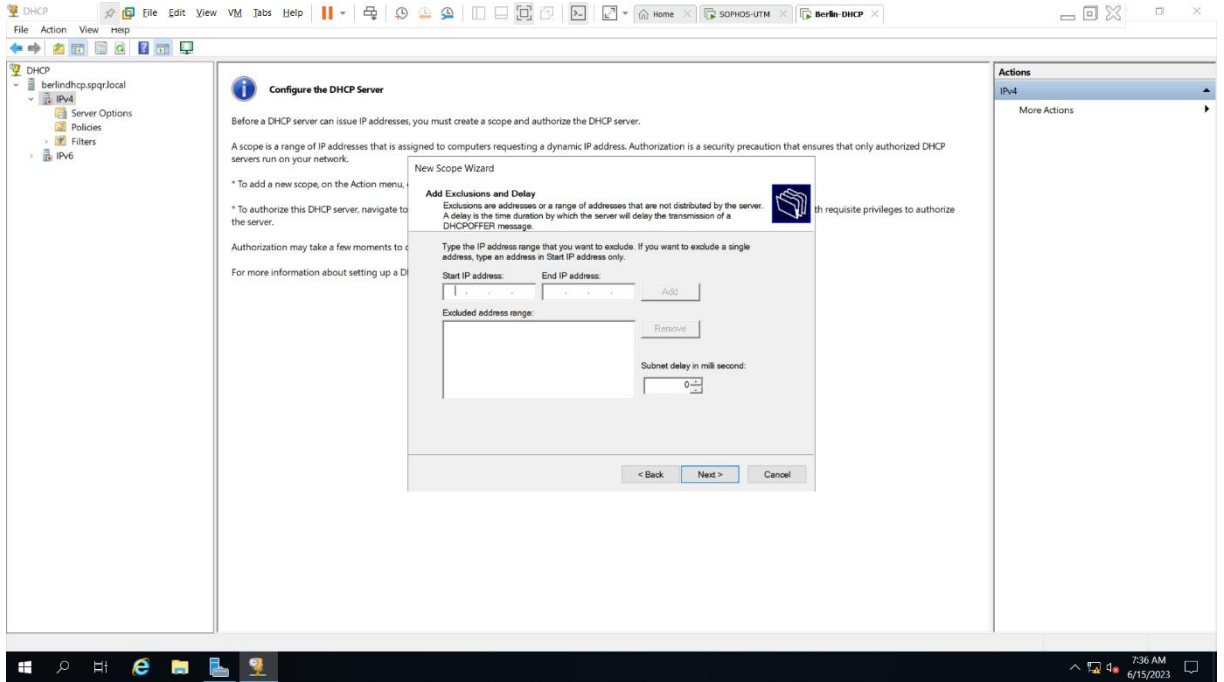 DHCP
File Edit View VM Tabs Help
Home
SOPHOS-UTM
Berlin-DHCP
File Action View Help
DHCP
berlindhcp.spqr.local
IPv4
Server Options
Policies
Filters
IPv6
Configure the DHCP Server
Before a DHCP server can issue IP addresses, you must create a scope and authorize the DHCP server.
A scope is a range of IP addresses that is assigned to computers requesting a dynamic IP address. Authorization is a security precaution that ensures that only authorized DHCP
servers run on your network.
* To add a new scope, on the Action menu,
* To authorize this DHCP server, navigate to
th requisite privileges to authorize
the server.
Authorization may take a few moments to
For more information about setting up a
New Scope Wizard
Add Exclusions and Delay
Exclusions are addresses or a range of addresses that are not distributed by the server.
A delay is the time duration by which the server will delay the transmission of a
DHCPOFFER message.
Type the IP address range that you want to exclude. If you want to exclude a single
address, type an address in Start IP address only.
Start IP address: End IP address:
Add
Excluded address range:
Remove
Subnet delay in milli second:
0
< Back Next > Cancel
Actions
IPv4
More Actions
7:36 AM
6/15/2023